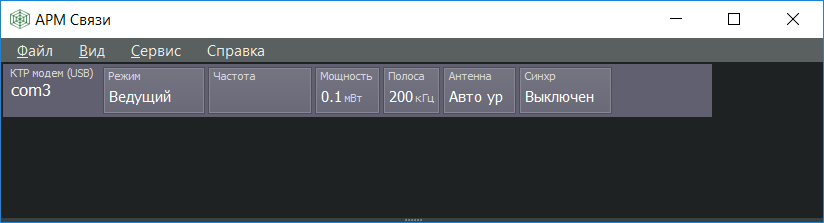 АРМ Связи
Файл Вид Сервис Справка
КТР модем (USB) Режим Частота Мощность Полоса Антенна Синхр
com3 Ведущий 0.1 мВт 200 кГц Авто ур Выключен